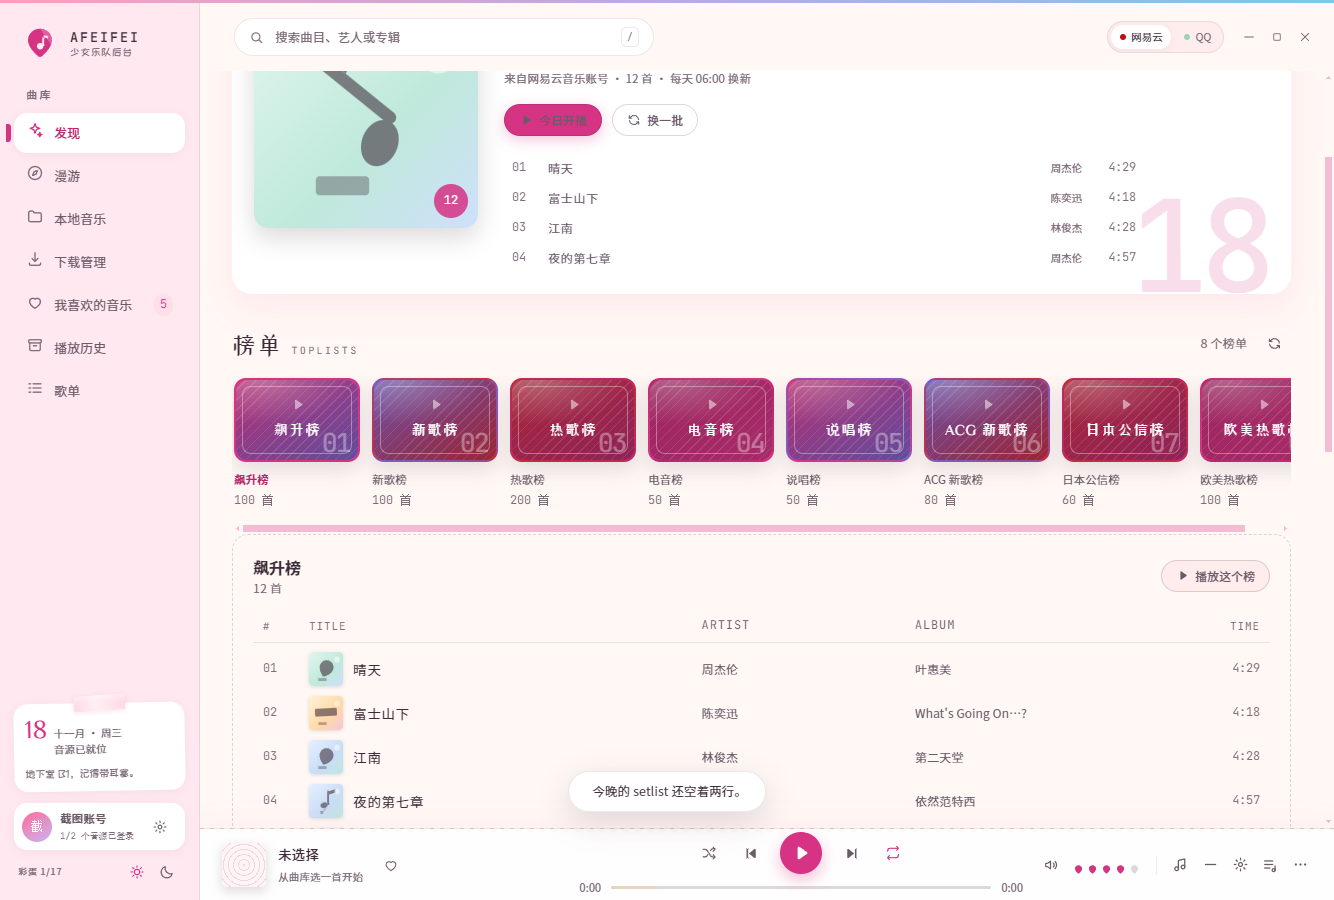 AFEIFEI
少女乐队后台
搜索曲目、艺人或专辑
/
网易云
QQ
曲库
发现
漫游
本地音乐
下载管理
我喜欢的音乐 5
播放历史
歌单
来自网易云音乐账号 · 12 首 · 每天 06:00 换新
今日开播
换一批
12
01 晴天 周杰伦 4:29
02 富士山下 陈奕迅 4:18
03 江南 林俊杰 4:28
04 夜的第七章 周杰伦 4:57
18
榜单 TOPLISTS
8 个榜单
飙升榜 01
新歌榜 02
热歌榜 03
电音榜 04
说唱榜 05
ACG 新歌榜 06
日本公信榜 07
欧美热歌
飙升榜
100 首
新歌榜
100 首
热歌榜
200 首
电音榜
50 首
说唱榜
50 首
ACG 新歌榜
80 首
日本公信榜
60 首
欧美热歌榜
100 首
飙升榜
12 首
播放这个榜
# TITLE ARTIST ALBUM TIME
01 晴天 周杰伦 叶惠美 4:29
02 富士山下 陈奕迅 What's Going On…? 4:18
03 江南 林俊杰 第二天堂 4:28
04 夜的第七章 依然范特西 4:57
今晚的 setlist 还空着两行。
18
十一月 · 周三
音源已就位
地下室 B1, 记得带耳塞。
截
截图账号
1/2 个音源已登录
彩蛋 1/17
未选择
从曲库选一首开始
0:00
0:00